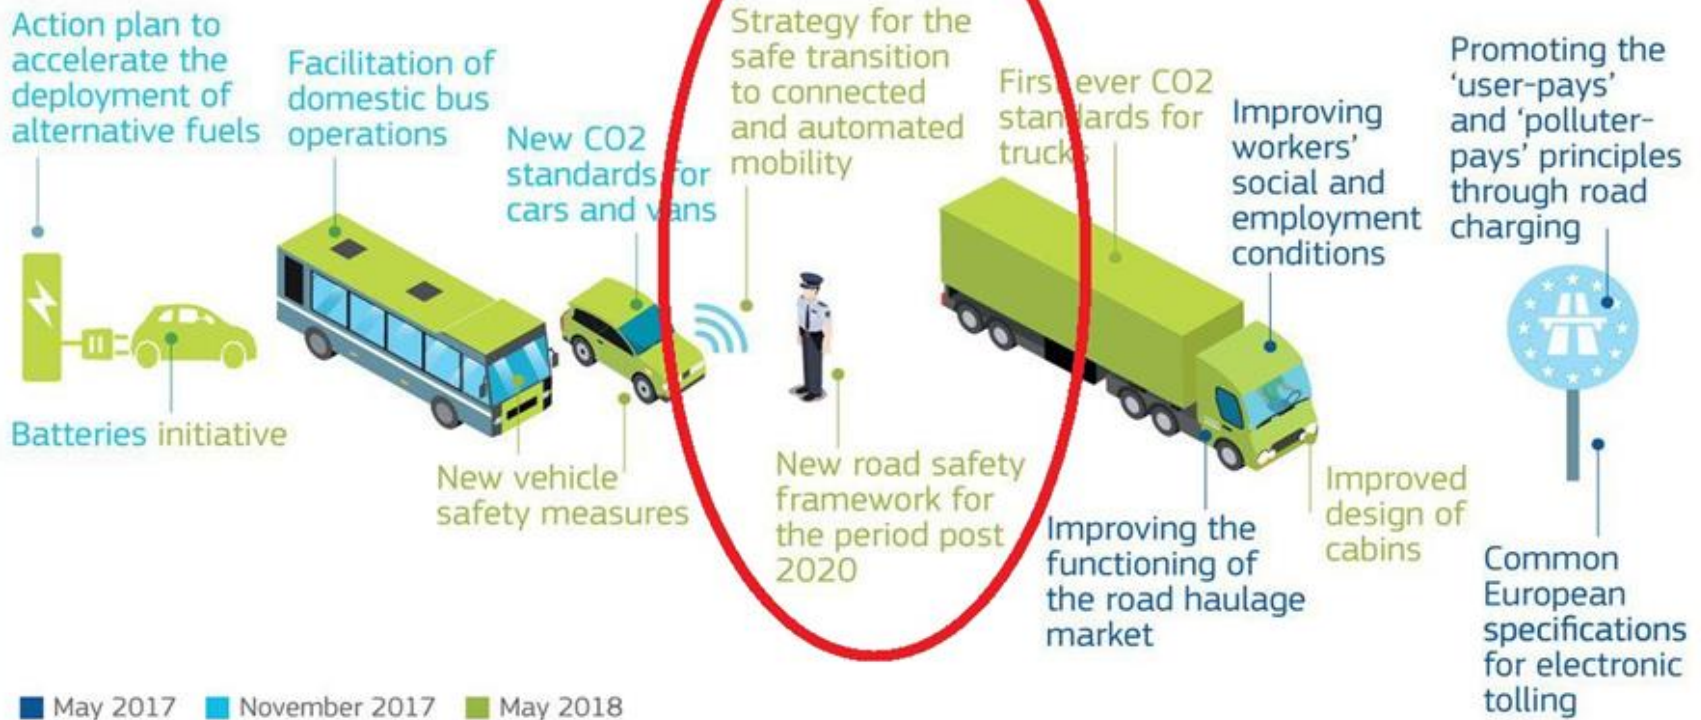 Action plan to
accelerate the
deployment of
alternative fuels
Facilitation of
domestic bus
operations
New CO2
standards for
cars and vans
Strategy for the
safe transition
to connected
and automated
mobility
First ever CO2
standards for
trucks
Improving
workers'
social and
employment
conditions
Promoting the
'user-pays'
and 'polluter-
pays' principles
through road
charging
Batteries initiative
New vehicle
safety measures
New road safety
framework for
the period post
2020
Improving the
functioning of
the road haulage
market
Improved
design of
cabins
Common
European
specifications
for electronic
tolling
May 2017
November 2017
May 2018